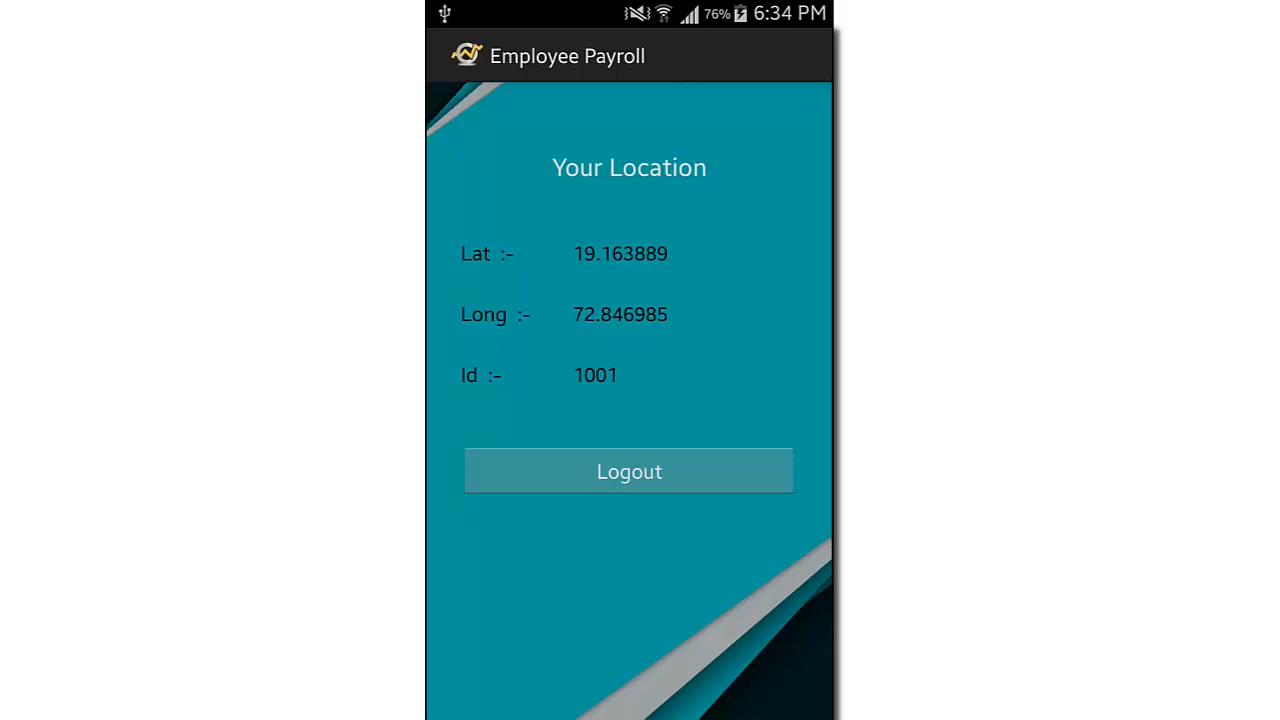 76% 6:34 PM
Employee Payroll
Your Location
Lat :- 19.163889
Long :- 72.846985
Id :- 1001
Logout